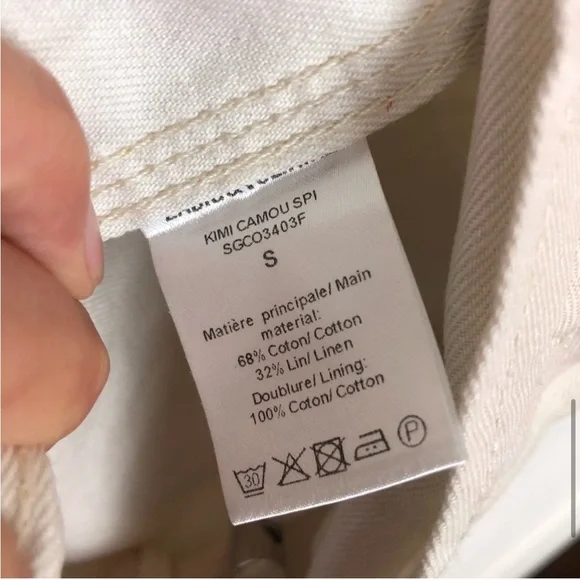 KIMI CAMOU SPI
SGCO3403F
S
Matière principale/ Main
material:
68% Coton/ Cotton
32% Lin/ Linen
Doublure/ Lining:
100% Coton/ Cotton
30
P